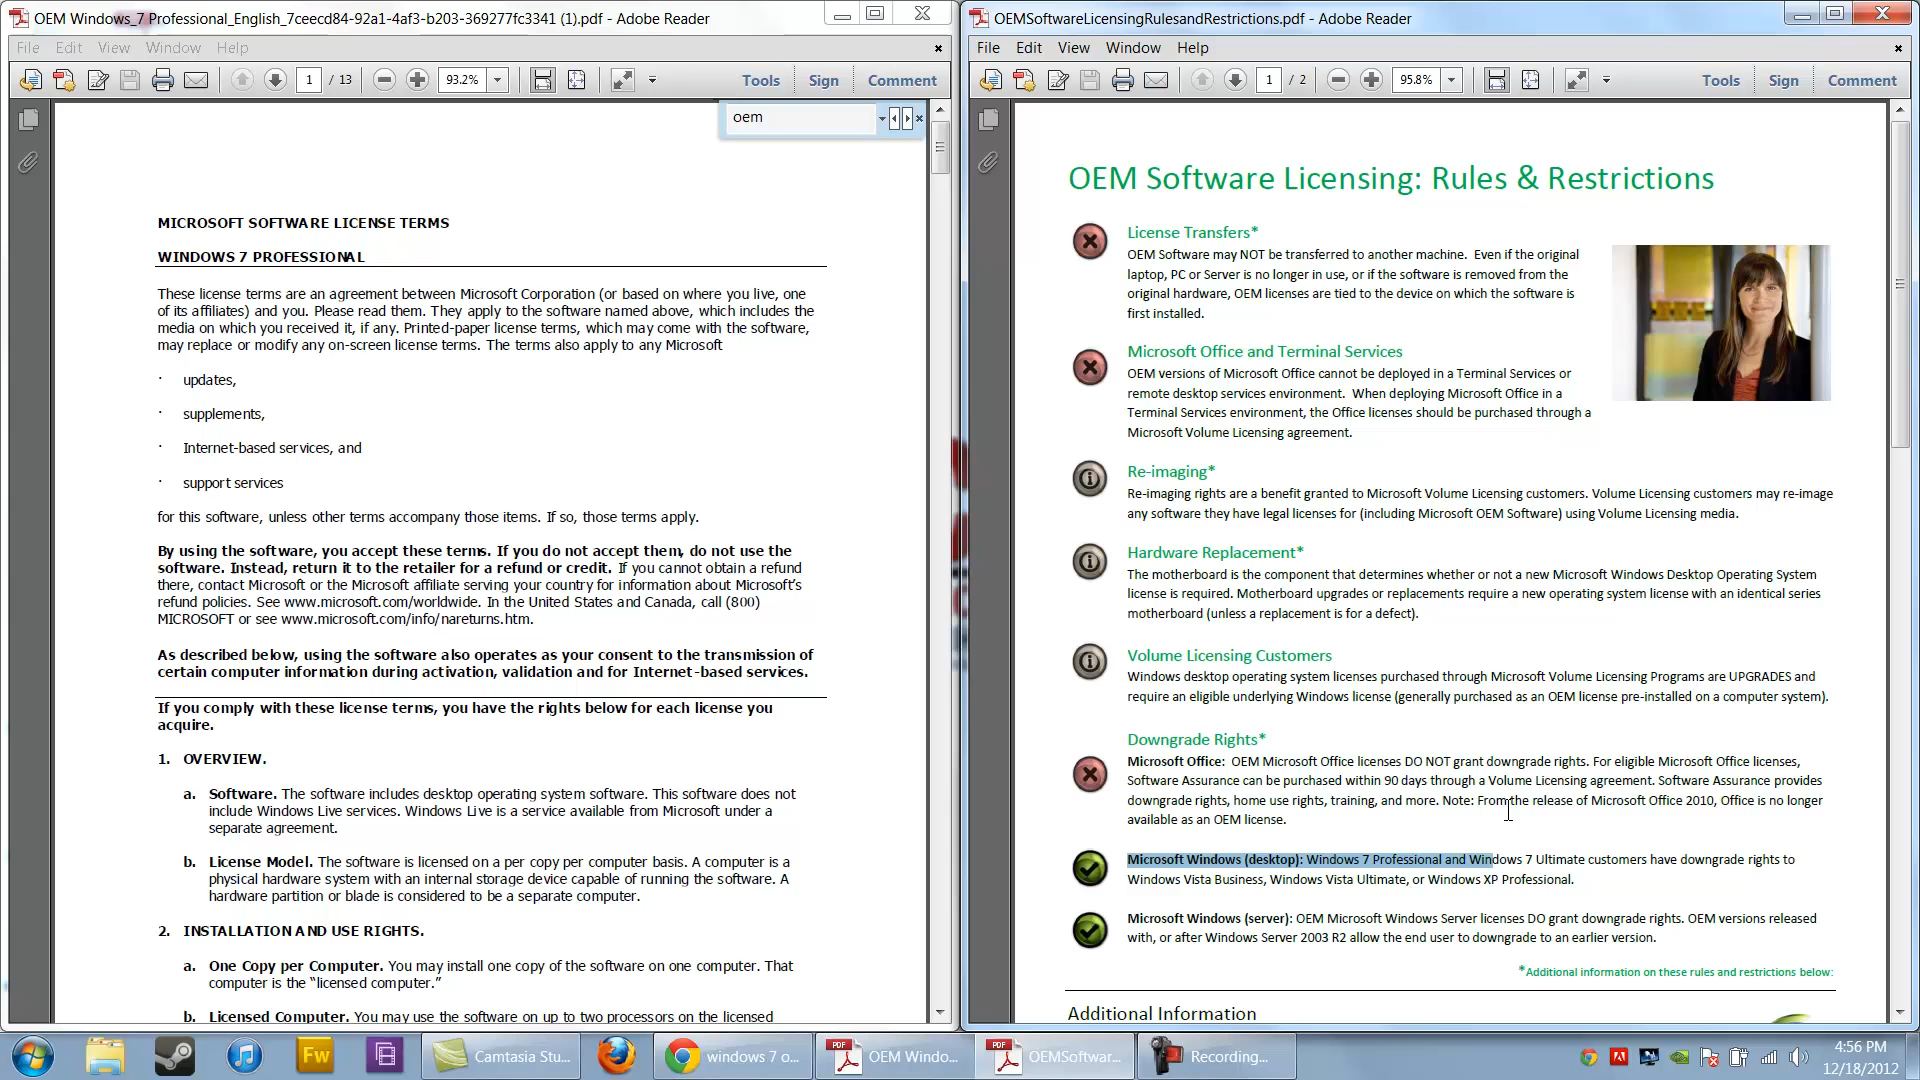 OEM Windows_7 Professional_English_7ceecd84-92a1-4af3-b203-369277fc3341 (1).pdf - Adobe Reader
File Edit View Window Help
1 / 13
93.2%
Tools Sign Comment
oem
MICROSOFT SOFTWARE LICENSE TERMS
WINDOWS 7 PROFESSIONAL
These license terms are an agreement between Microsoft Corporation (or based on where you live, one
of its affiliates) and you. Please read them. They apply to the software named above, which includes the
media on which you received it, if any. Printed-paper license terms, which may come with the software,
may replace or modify any on-screen license terms. The terms also apply to any Microsoft
· updates,
· supplements,
· Internet-based services, and
· support services
for this software, unless other terms accompany those items. If so, those terms apply.
By using the software, you accept these terms. If you do not accept them, do not use the
software. Instead, return it to the retailer for a refund or credit. If you cannot obtain a refund
there, contact Microsoft or the Microsoft affiliate serving your country for information about Microsoft's
refund policies. See www.microsoft.com/worldwide. In the United States and Canada, call (800)
MICROSOFT or see www.microsoft.com/info/nareturns.htm.
As described below, using the software also operates as your consent to the transmission of
certain computer information during activation, validation and for Internet-based services.
If you comply with these license terms, you have the rights below for each license you
acquire.
1. OVERVIEW.
a. Software. The software includes desktop operating system software. This software does not
include Windows Live services. Windows Live is a service available from Microsoft under a
separate agreement.
b. License Model. The software is licensed on a per copy per computer basis. A computer is a
physical hardware system with an internal storage device capable of running the software. A
hardware partition or blade is considered to be a separate computer.
2. INSTALLATION AND USE RIGHTS.
a. One Copy per Computer. You may install one copy of the software on one computer. That
computer is the “licensed computer.”
b. Licensed Computer. You may use the software on up to two processors on the licensed
OEMSoftwareLicensingRulesandRestrictions.pdf - Adobe Reader
File Edit View Window Help
1 / 2
95.8%
Tools Sign Comment
OEM Software Licensing: Rules & Restrictions
License Transfers*
OEM Software may NOT be transferred to another machine. Even if the original
laptop, PC or Server is no longer in use, or if the software is removed from the
original hardware, OEM licenses are tied to the device on which the software is
first installed.
Microsoft Office and Terminal Services
OEM versions of Microsoft Office cannot be deployed in a Terminal Services or
remote desktop services environment. When deploying Microsoft Office in a
Terminal Services environment, the Office licenses should be purchased through a
Microsoft Volume Licensing agreement.
Re-imaging*
Re-imaging rights are a benefit granted to Microsoft Volume Licensing customers. Volume Licensing customers may re-image
any software they have legal licenses for (including Microsoft OEM Software) using Volume Licensing media.
Hardware Replacement*
The motherboard is the component that determines whether or not a new Microsoft Windows Desktop Operating System
license is required. Motherboard upgrades or replacements require a new operating system license with an identical series
motherboard (unless a replacement is for a defect).
Volume Licensing Customers
Windows desktop operating system licenses purchased through Microsoft Volume Licensing Programs are UPGRADES and
require an eligible underlying Windows license (generally purchased as an OEM license pre-installed on a computer system).
Downgrade Rights*
Microsoft Office: OEM Microsoft Office licenses DO NOT grant downgrade rights. For eligible Microsoft Office licenses,
Software Assurance can be purchased within 90 days through a Volume Licensing agreement. Software Assurance provides
downgrade rights, home use rights, training, and more. Note: From the release of Microsoft Office 2010, Office is no longer
available as an OEM license.
Microsoft Windows (desktop): Windows 7 Professional and Windows 7 Ultimate customers have downgrade rights to
Windows Vista Business, Windows Vista Ultimate, or Windows XP Professional.
Microsoft Windows (server): OEM Microsoft Windows Server licenses DO grant downgrade rights. OEM versions released
with, or after Windows Server 2003 R2 allow the end user to downgrade to an earlier version.
*Additional information on these rules and restrictions below:
Additional Information
Fw
Camtasia Stu...
windows 7 o...
PDF
OEM Windo...
PDF
OEMSoftwar...
Recording...
4:56 PM
12/18/2012